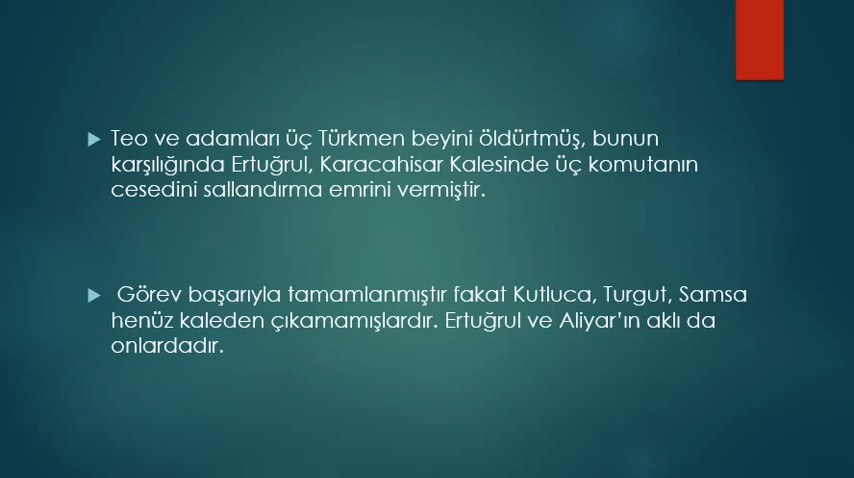 Teo ve adamları üç Türkmen beyini öldürtmüş, bunun
karşılığında Ertuğrul, Karacahisar Kalesinde üç komutanın
cesedini sallandırma emrini vermiştir.
Görev başarıyla tamamlanmıştır fakat Kutluca, Turgut, Samsa
henüz kaleden çıkamamışlardır. Ertuğrul ve Aliyar’ın aklı da
onlardadır.